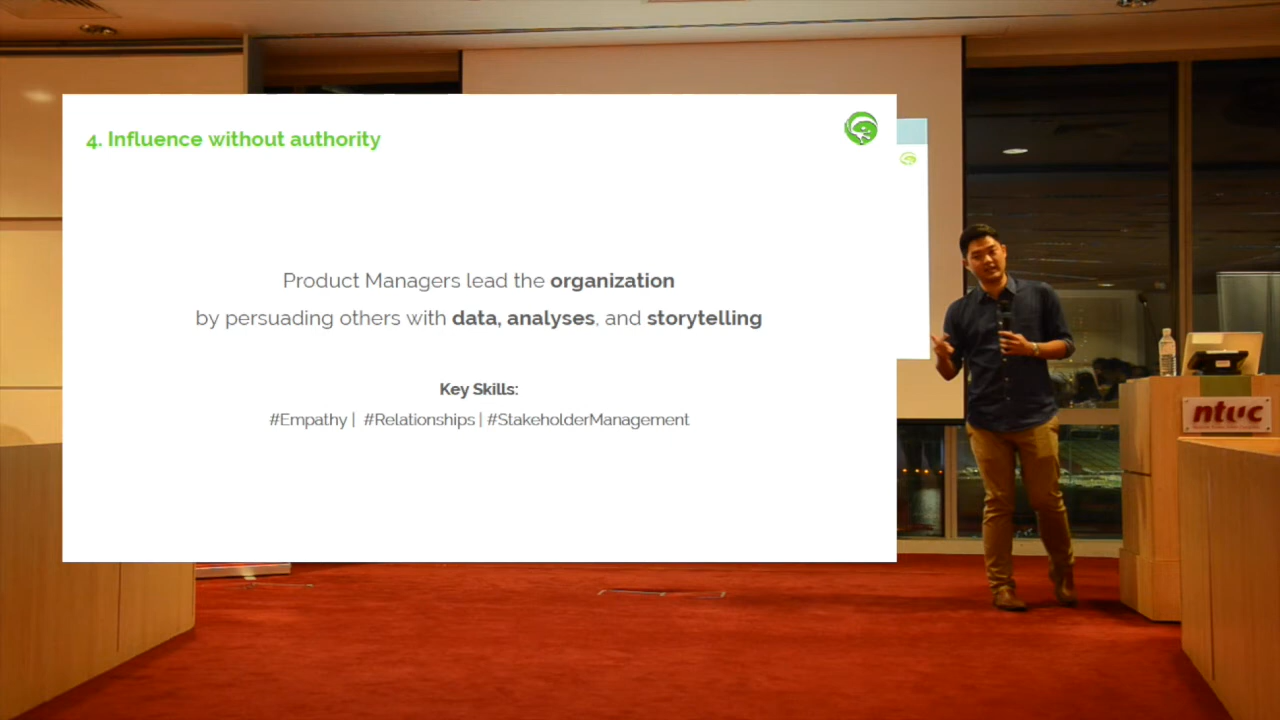 4. Influence without authority
Product Managers lead the organization
by persuading others with data, analyses, and storytelling
Key Skills:
#Empathy | #Relationships | #StakeholderManagement
ntuc